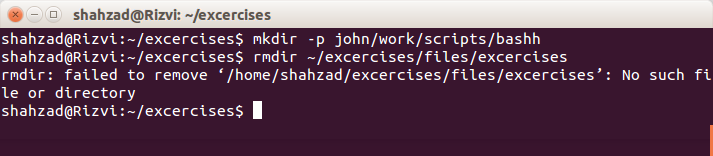 shahzad@Rizvi: ~/excercises
shahzad@Rizvi:~/excercises$ mkdir -p john/work/scripts/bashh
shahzad@Rizvi:~/excercises$ rmdir ~/excercises/files/excercises
rmdir: failed to remove ‘/home/shahzad/excercises/files/excercises’: No such fi
le or directory
shahzad@Rizvi:~/excercises$